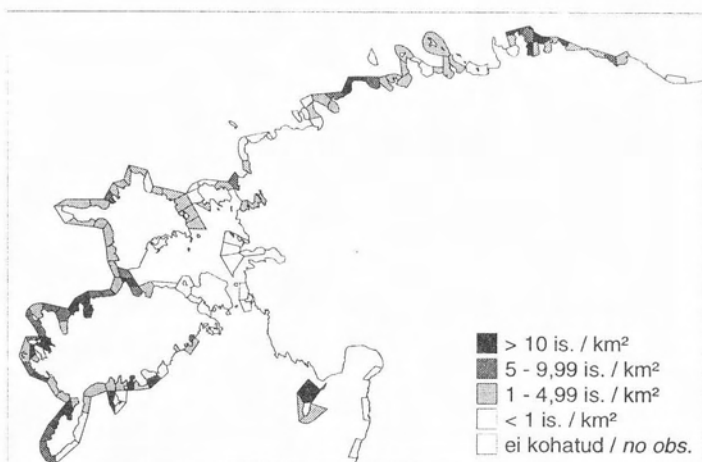 > 10 is. / km²
5 - 9,99 is. / km²
1 - 4,99 is. / km²
< 1 is. / km²
ei kohatud / no obs.